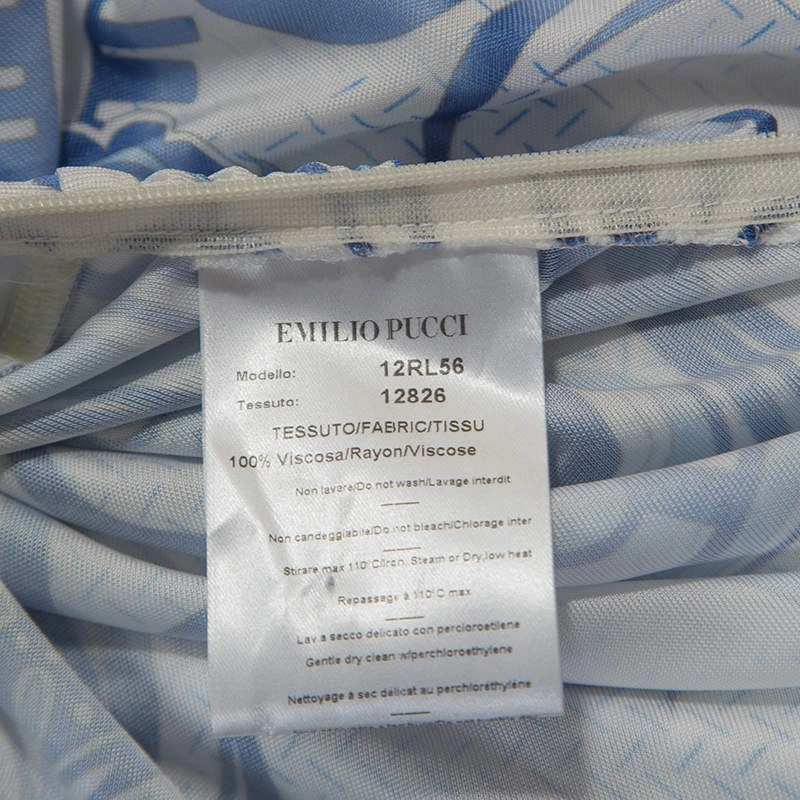 EMILIO PUCCI
Modello: 12RL56
Tessuto: 12826
TESSUTO/FABRIC/TISSU
100% Viscosa/Rayon/Viscose
Non lavare/Do not wash/Lavage interdit
Non candeggiabile/Do not bleach/Chlorage inter
Stirare max 110°C/Iron. Steam or Dry,low heat
Repassage à 110°C max
Lav.a secco delicato con percloroetilene
Gentle dry clean w/perchloroethylene
Nettoyage à sec délicat au perchloréthylène